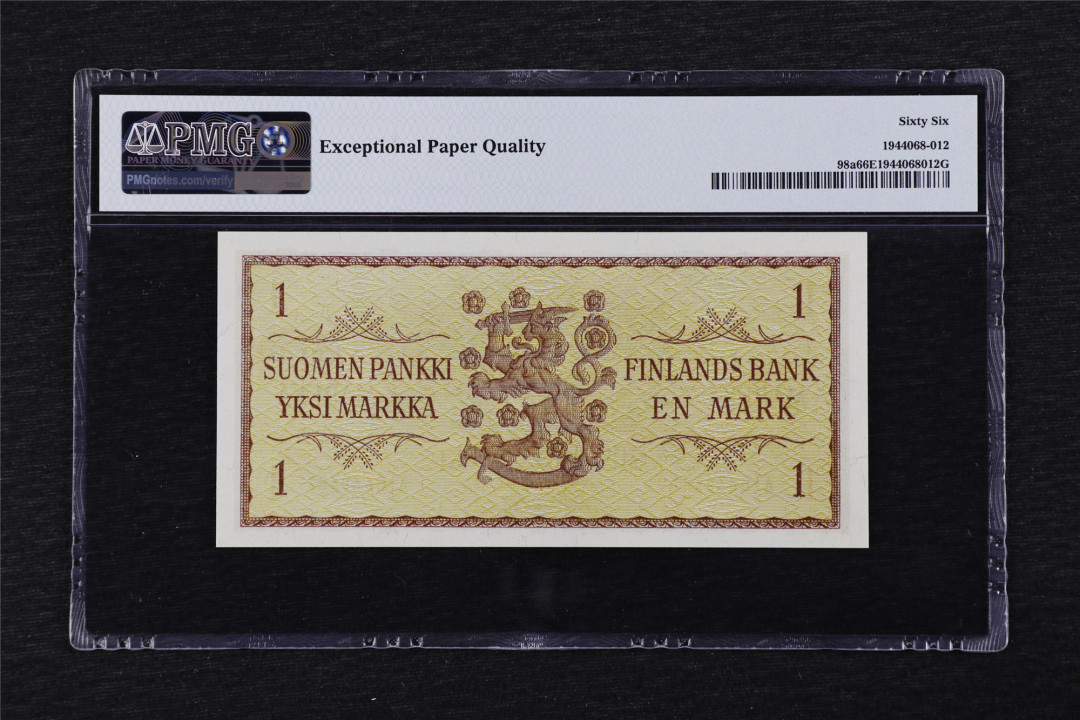 PMG
PAPER MONEY GUARANTY
PMGnotes.com/verify
Exceptional Paper Quality
Sixty Six
1944068-012
98a66E1944068012G
1
1
SUOMEN PANKKI
YKSI MARKKA
FINLANDS BANK
EN MARK
1
1